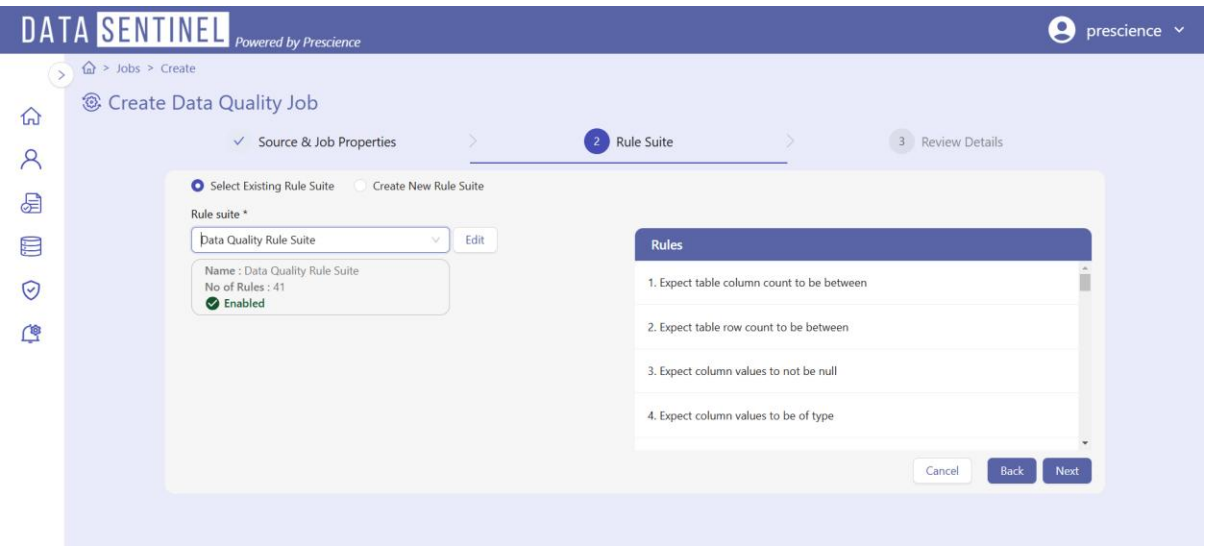 DATA SENTINEL Powered by Prescience
prescience
> Jobs > Create
Create Data Quality Job
Source & Job Properties
2 Rule Suite
3 Review Details
Select Existing Rule Suite Create New Rule Suite
Rule suite *
Data Quality Rule Suite Edit
Name : Data Quality Rule Suite
No of Rules : 41
Enabled
Rules
1. Expect table column count to be between
2. Expect table row count to be between
3. Expect column values to not be null
4. Expect column values to be of type
Cancel Back Next